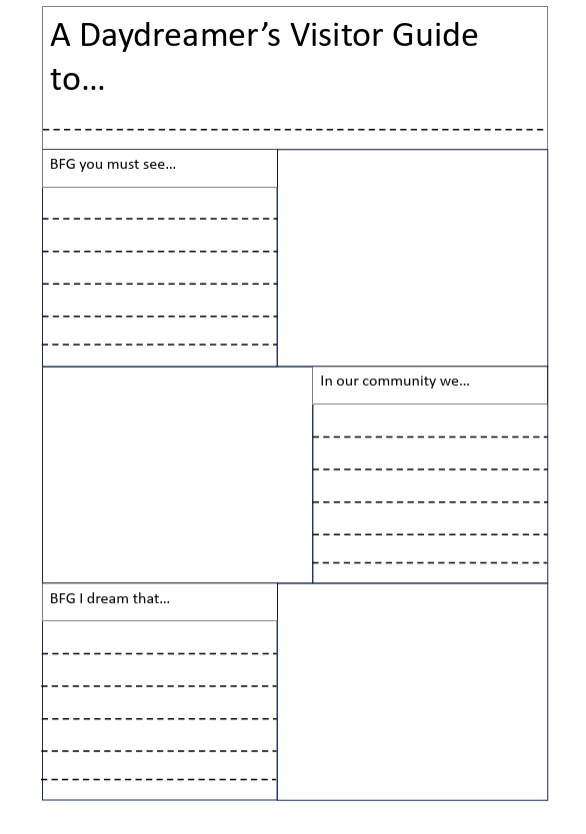 A Daydreamer’s Visitor Guide
to…
BFG you must see…
In our community we…
BFG I dream that…